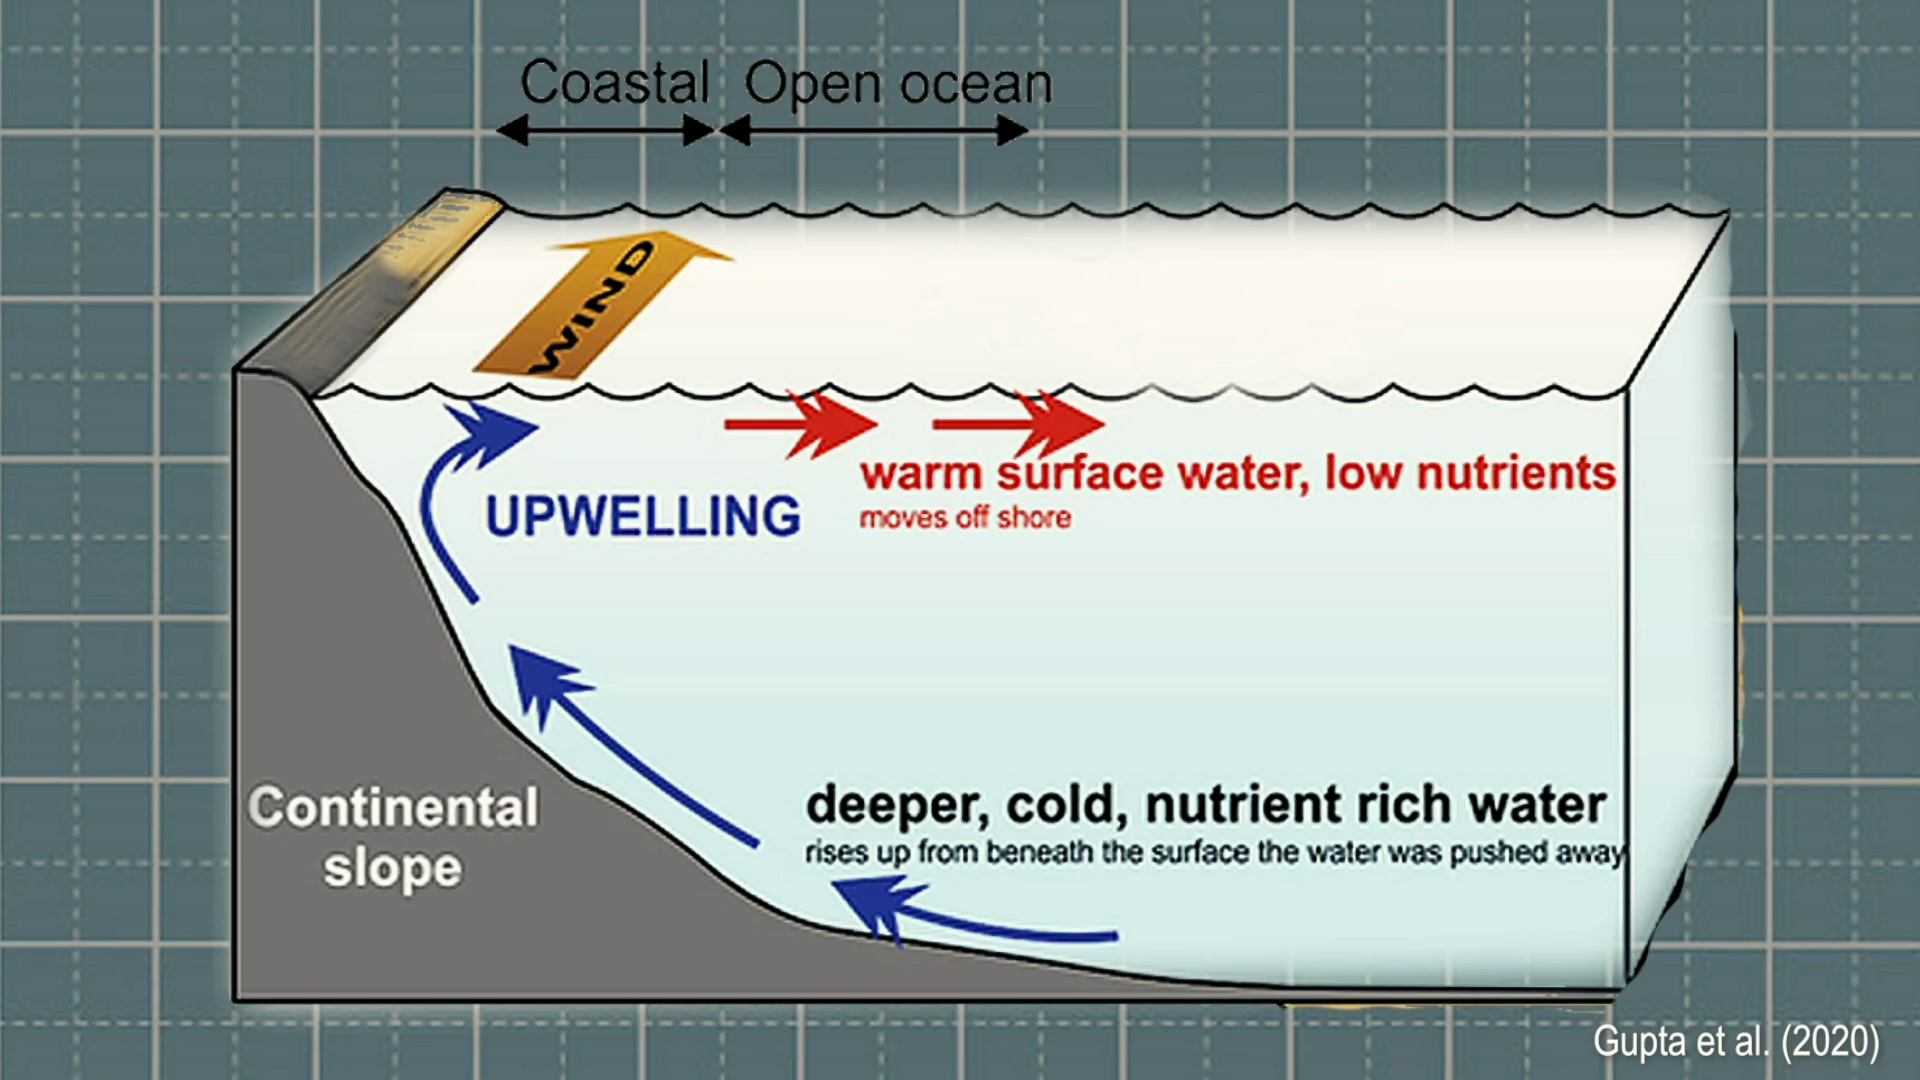 Coastal Open ocean
WIND
warm surface water, low nutrients
moves off shore
UPWELLING
Continental
slope
deeper, cold, nutrient rich water
rises up from beneath the surface the water was pushed away
Gupta et al. (2020)